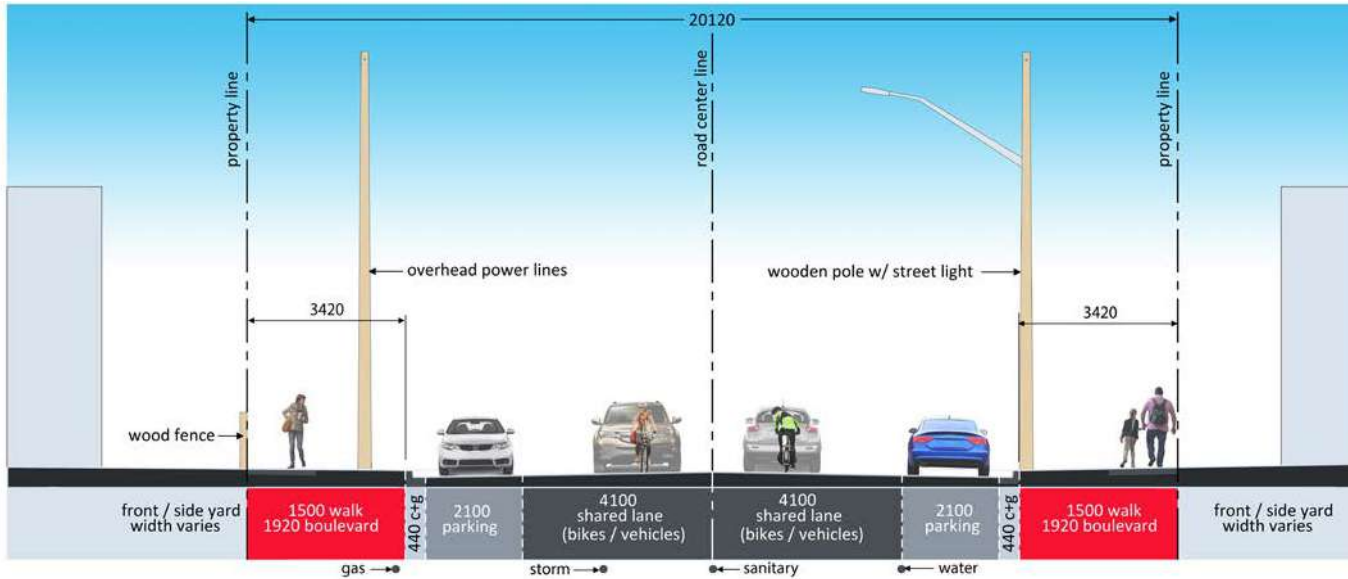 20120
property line
road center line
property line
overhead power lines
wooden pole w/ street light
3420
3420
wood fence
front / side yard
width varies
1500 walk
1920 boulevard
440 c+g
2100
parking
4100
shared lane
(bikes / vehicles)
4100
shared lane
(bikes / vehicles)
2100
parking
440 c+g
1500 walk
1920 boulevard
front / side yard
width varies
gas
storm
sanitary
water